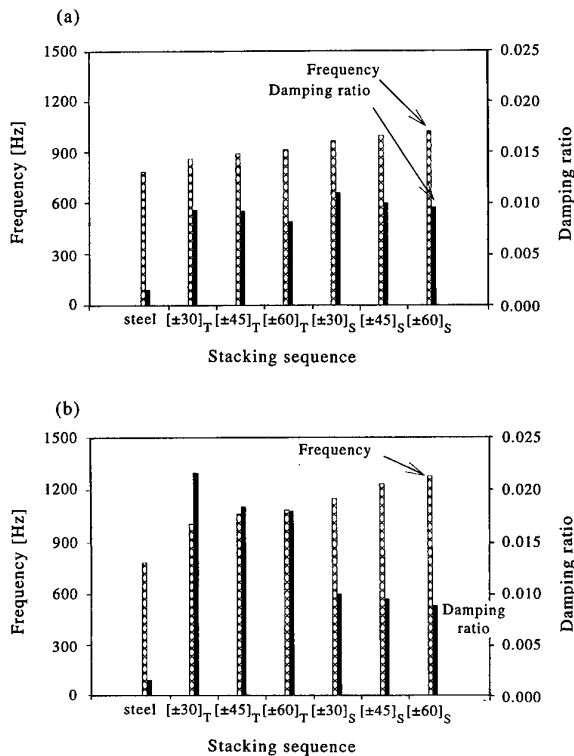 (a)
1500
1200
900
600
300
0
Frequency [Hz]
0.025
0.020
0.015
0.010
0.005
0.000
Damping ratio
Frequency
Damping ratio
steel [±30]T [±45]T [±60]T [±30]S [±45]S [±60]S
Stacking sequence
(b)
1500
1200
900
600
300
0
Frequency [Hz]
0.025
0.020
0.015
0.010
0.005
0.000
Damping ratio
Frequency
Damping
ratio
steel [±30]T [±45]T [±60]T [±30]S [±45]S [±60]S
Stacking sequence